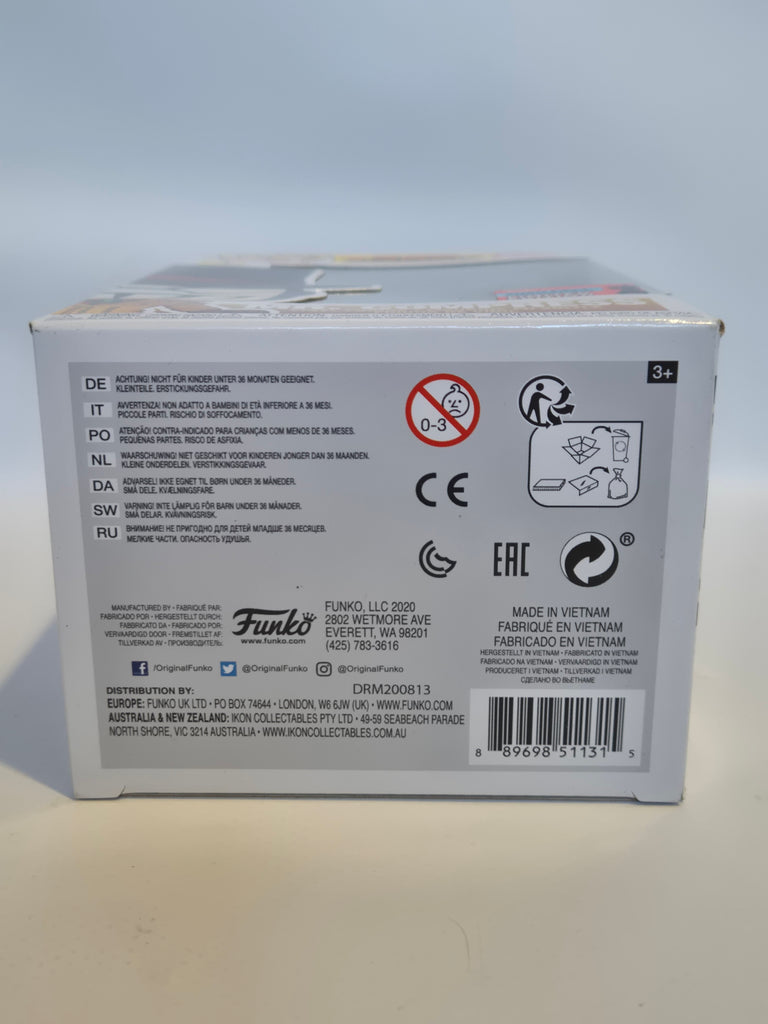 3+
DE ACHTUNG! NICHT FÜR KINDER UNTER 36 MONATEN GEEIGNET.
KLEINTEILE. ERSTICKUNGSGEFAHR.
IT AVVERTENZA! NON ADATTO A BAMBINI DI ETÀ INFERIORE A 36 MESI.
PICCOLE PARTI. RISCHIO DI SOFFOCAMENTO.
PO ATENÇÃO! CONTRA-INDICADO PARA CRIANÇAS COM MENOS DE 36 MESES.
PEQUENAS PARTES. RISCO DE ASFIXIA.
NL WAARSCHUWING! NIET GESCHIKT VOOR KINDEREN JONGER DAN 36 MAANDEN.
KLEINE ONDERDELEN. VERSTIKKINGSGEVAAR.
DA ADVARSEL! IKKE EGNET TIL BØRN UNDER 36 MÅNEDER.
SMÅ DELE. KVÆLNINGSFARE.
SW VARNING! INTE LÄMPLIG FÖR BARN UNDER 36 MÅNADER.
SMÅ DELAR. KVÄVNINGSRISK.
RU ВНИМАНИЕ! НЕ ПРИГОДНО ДЛЯ ДЕТЕЙ МЛАДШЕ 36 МЕСЯЦЕВ.
МЕЛКИЕ ЧАСТИ. ОПАСНОСТЬ УДУШЬЯ.
0-3
CE
EAC
®
MANUFACTURED BY • FABRIQUÉ PAR:
FABRICADO POR • HERGESTELLT DURCH:
FABBRICATO DA • FABRICADO POR:
VERVAARDIGD DOOR • FREMSTILLET AF:
TILLVERKAD AV • ПРОИЗВОДИТЕЛЬ:
Funko
www.funko.com
FUNKO, LLC 2020
2802 WETMORE AVE
EVERETT, WA 98201
(425) 783-3616
MADE IN VIETNAM
FABRIQUÉ EN VIETNAM
FABRICADO EN VIETNAM
HERGESTELLT IN VIETNAM • FABBRICATO IN VIETNAM
FABRICADO NA VIETNAM • VERVAARDIGD IN VIETNAM
PRODUCERET I VIETNAM • TILLVERKAD I VIETNAM
СДЕЛАНО ВО ВЬЕТНАМЕ
/OriginalFunko @OriginalFunko @OriginalFunko
DISTRIBUTION BY: DRM200813
EUROPE: FUNKO UK LTD • PO BOX 74644 • LONDON, W6 6JW (UK) • WWW.FUNKO.COM
AUSTRALIA & NEW ZEALAND: IKON COLLECTABLES PTY LTD • 49-59 SEABEACH PARADE
NORTH SHORE, VIC 3214 AUSTRALIA • WWW.IKONCOLLECTABLES.COM.AU
8 89698 51131 5